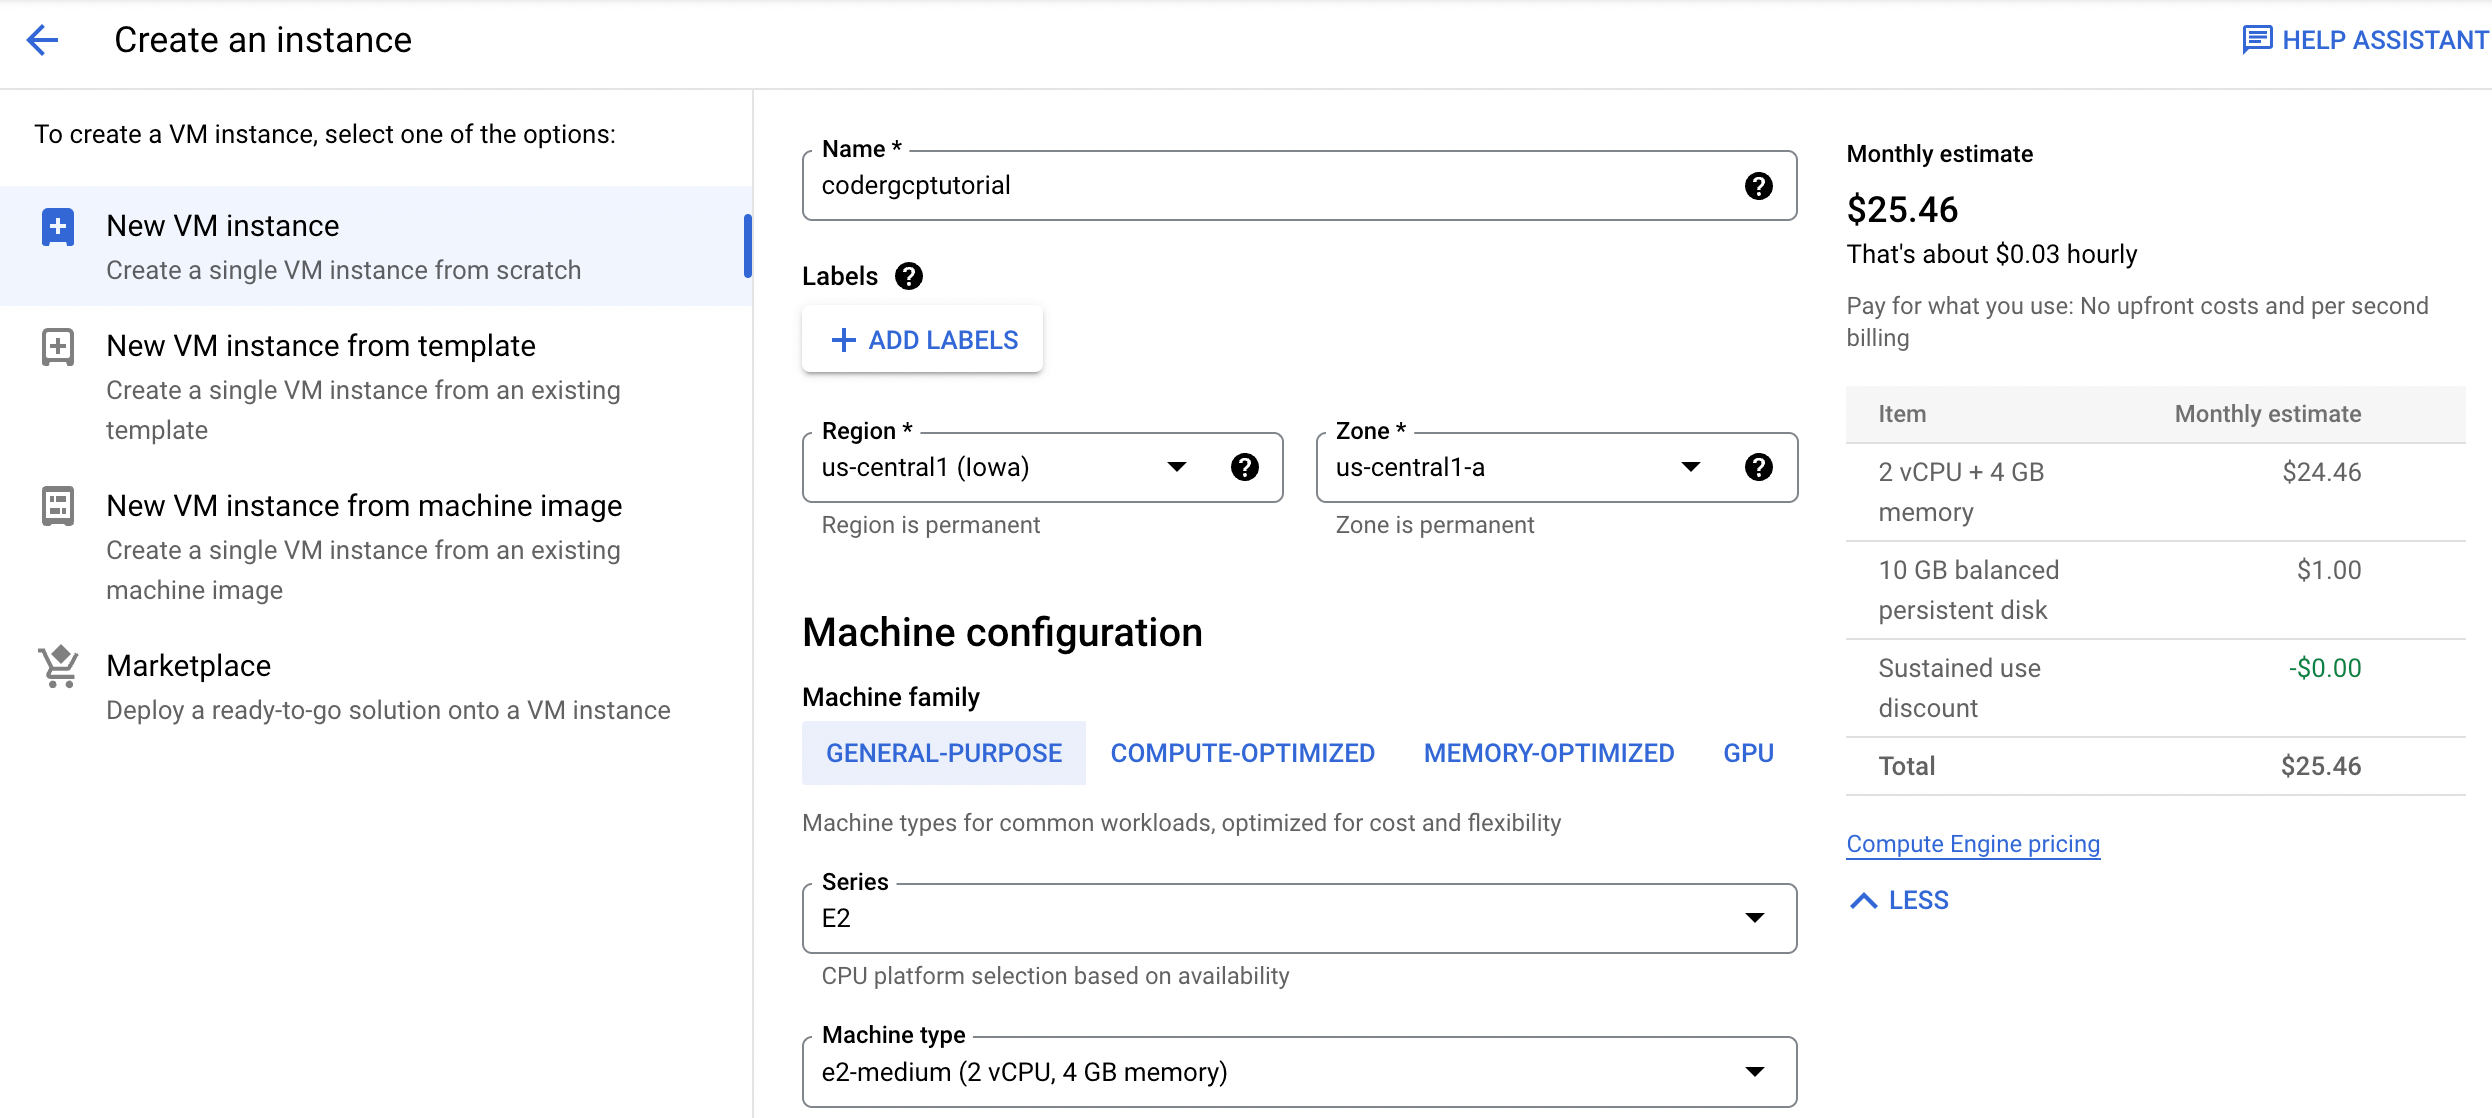 Create an instance
HELP ASSISTANT
To create a VM instance, select one of the options:
New VM instance
Create a single VM instance from scratch
New VM instance from template
Create a single VM instance from an existing
template
New VM instance from machine image
Create a single VM instance from an existing
machine image
Marketplace
Deploy a ready-to-go solution onto a VM instance
Name *
codergcptutorial
Labels
ADD LABELS
Region *
us-central1 (Iowa)
Region is permanent
Zone *
us-central1-a
Zone is permanent
Machine configuration
Machine family
GENERAL-PURPOSE COMPUTE-OPTIMIZED MEMORY-OPTIMIZED GPU
Machine types for common workloads, optimized for cost and flexibility
Series
E2
CPU platform selection based on availability
Machine type
e2-medium (2 vCPU, 4 GB memory)
Monthly estimate
$25.46
That's about $0.03 hourly
Pay for what you use: No upfront costs and per second
billing
Item Monthly estimate
2 vCPU + 4 GB $24.46
memory
10 GB balanced $1.00
persistent disk
Sustained use -$0.00
discount
Total $25.46
Compute Engine pricing
LESS